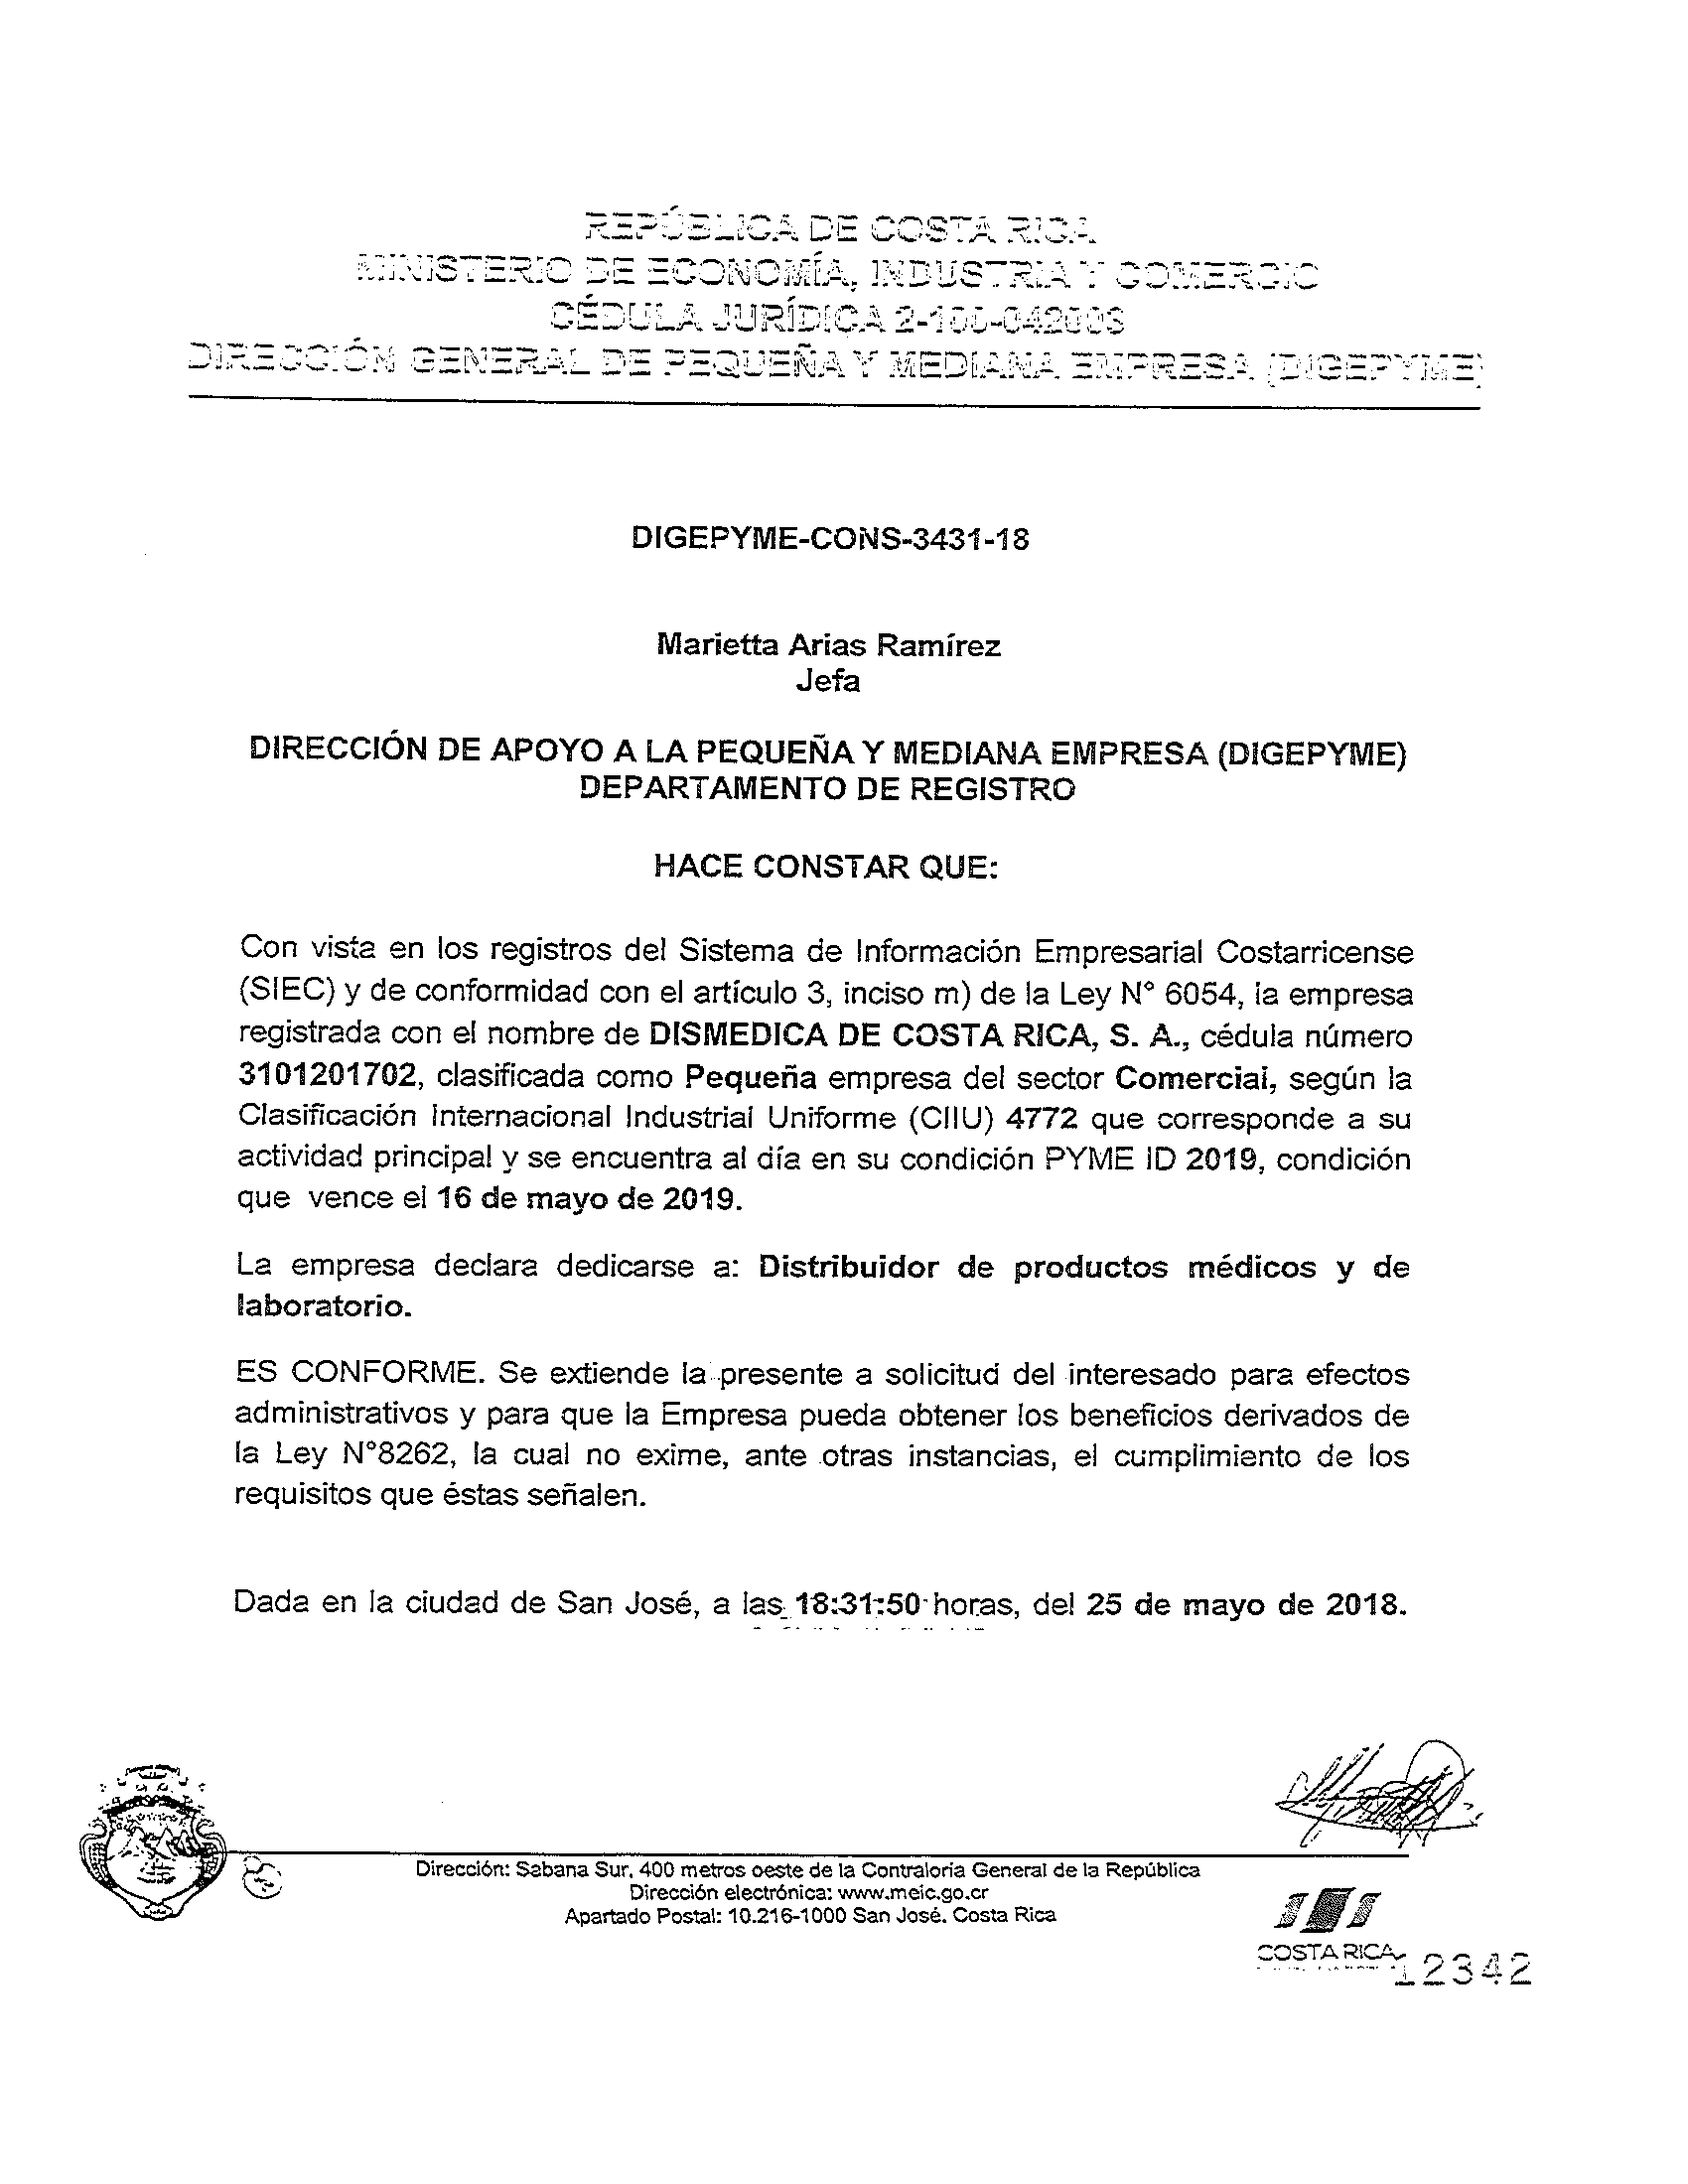 REPÚBLICA DE COSTA RICA
MINISTERIO DE ECONOMÍA, INDUSTRIA Y COMERCIO
CÉDULA JURÍDICA 2-100-042003
DIRECCIÓN GENERAL DE PEQUEÑA Y MEDIANA EMPRESA (DIGEPYME)
DIGEPYME-CONS-3431-18
Marietta Arias Ramírez
Jefa
DIRECCIÓN DE APOYO A LA PEQUEÑA Y MEDIANA EMPRESA (DIGEPYME)
DEPARTAMENTO DE REGISTRO
HACE CONSTAR QUE:
Con vista en los registros del Sistema de Información Empresarial Costarricense
(SIEC) y de conformidad con el artículo 3, inciso m) de la Ley N° 6054, la empresa
registrada con el nombre de DISMEDICA DE COSTA RICA, S. A., cédula número
3101201702, clasificada como Pequeña empresa del sector Comercial, según la
Clasificación Internacional Industrial Uniforme (CIIU) 4772 que corresponde a su
actividad principal y se encuentra al día en su condición PYME ID 2019, condición
que vence el 16 de mayo de 2019.
La empresa declara dedicarse a: Distribuidor de productos médicos y de
laboratorio.
ES CONFORME. Se extiende la presente a solicitud del interesado para efectos
administrativos y para que la Empresa pueda obtener los beneficios derivados de
la Ley N°8262, la cual no exime, ante otras instancias, el cumplimiento de los
requisitos que éstas señalen.
Dada en la ciudad de San José, a las 18:31:50 horas, del 25 de mayo de 2018.
Dirección: Sabana Sur, 400 metros oeste de la Contraloría General de la República
Dirección electrónica: www.meic.go.cr
Apartado Postal: 10.216-1000 San José. Costa Rica
COSTA RICA
12342